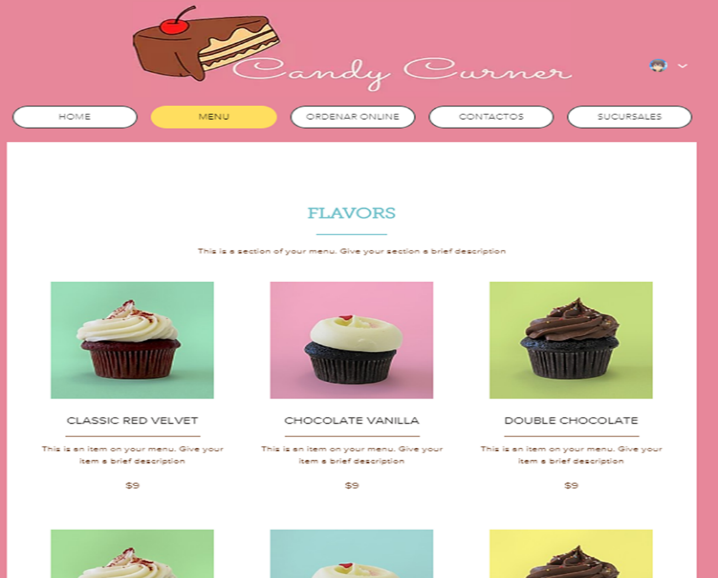 Candy Curner
HOME
MENU
ORDENAR ONLINE
CONTACTOS
SUCURSALES
FLAVORS
This is a section of your menu. Give your section a brief description
CLASSIC RED VELVET
This is an item on your menu. Give your
item a brief description
$9
CHOCOLATE VANILLA
This is an item on your menu. Give your
item a brief description
$9
DOUBLE CHOCOLATE
This is an item on your menu. Give your
item a brief description
$9